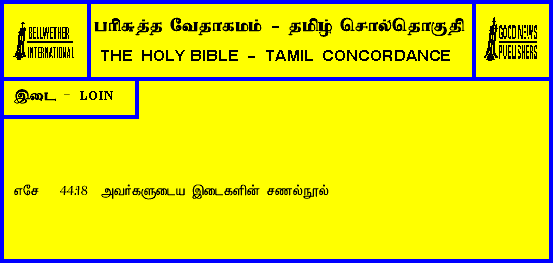 BELLWETHER INTERNATIONAL
பரிசுத்த வேதாகமம் - தமிழ் சொல்தொகுதி
THE HOLY BIBLE - TAMIL CONCORDANCE
GOOD NEWS PUBLISHERS
இடை - LOIN
எசே 44:18 அவர்களுடைய இடைகளின் சணல்நூல்